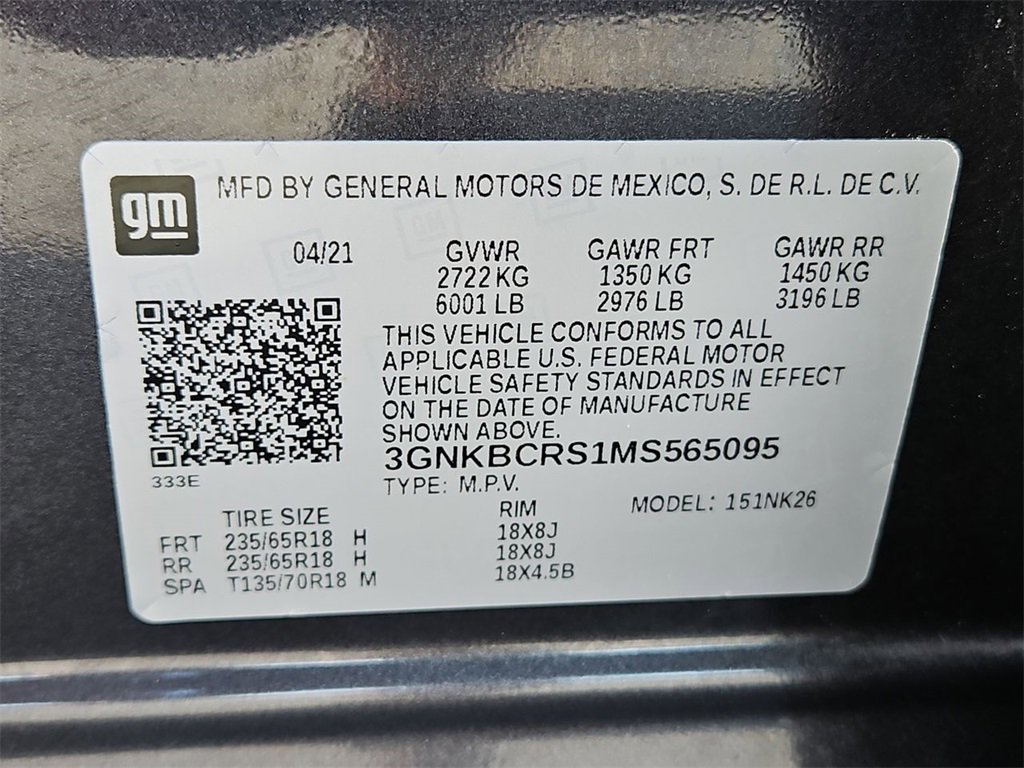 gm
MFD BY GENERAL MOTORS DE MEXICO, S. DE R.L. DE C.V.
04/21 GVWR GAWR FRT GAWR RR
2722 KG 1350 KG 1450 KG
6001 LB 2976 LB 3196 LB
THIS VEHICLE CONFORMS TO ALL
APPLICABLE U.S. FEDERAL MOTOR
VEHICLE SAFETY STANDARDS IN EFFECT
ON THE DATE OF MANUFACTURE
SHOWN ABOVE.
3GNKBCRS1MS565095
333E
TYPE: M.P.V.
MODEL: 151NK26
TIRE SIZE RIM
FRT 235/65R18 H 18X8J
RR 235/65R18 H 18X8J
SPA T135/70R18 M 18X4.5B